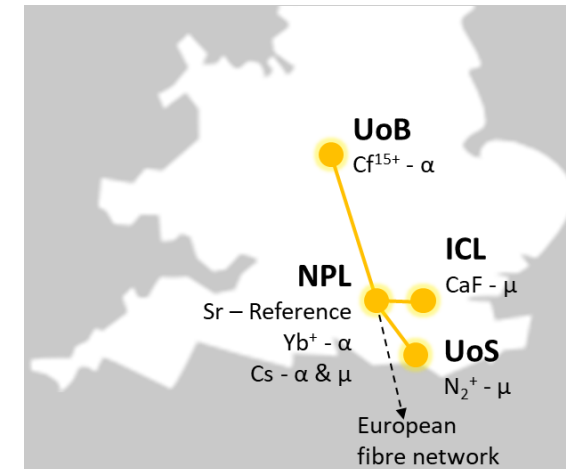 UoB
Cf¹⁵⁺ - α
ICL
CaF - μ
NPL
Sr – Reference
Yb⁺ - α
Cs - α & μ
UoS
N₂⁺ - μ
European
fibre network